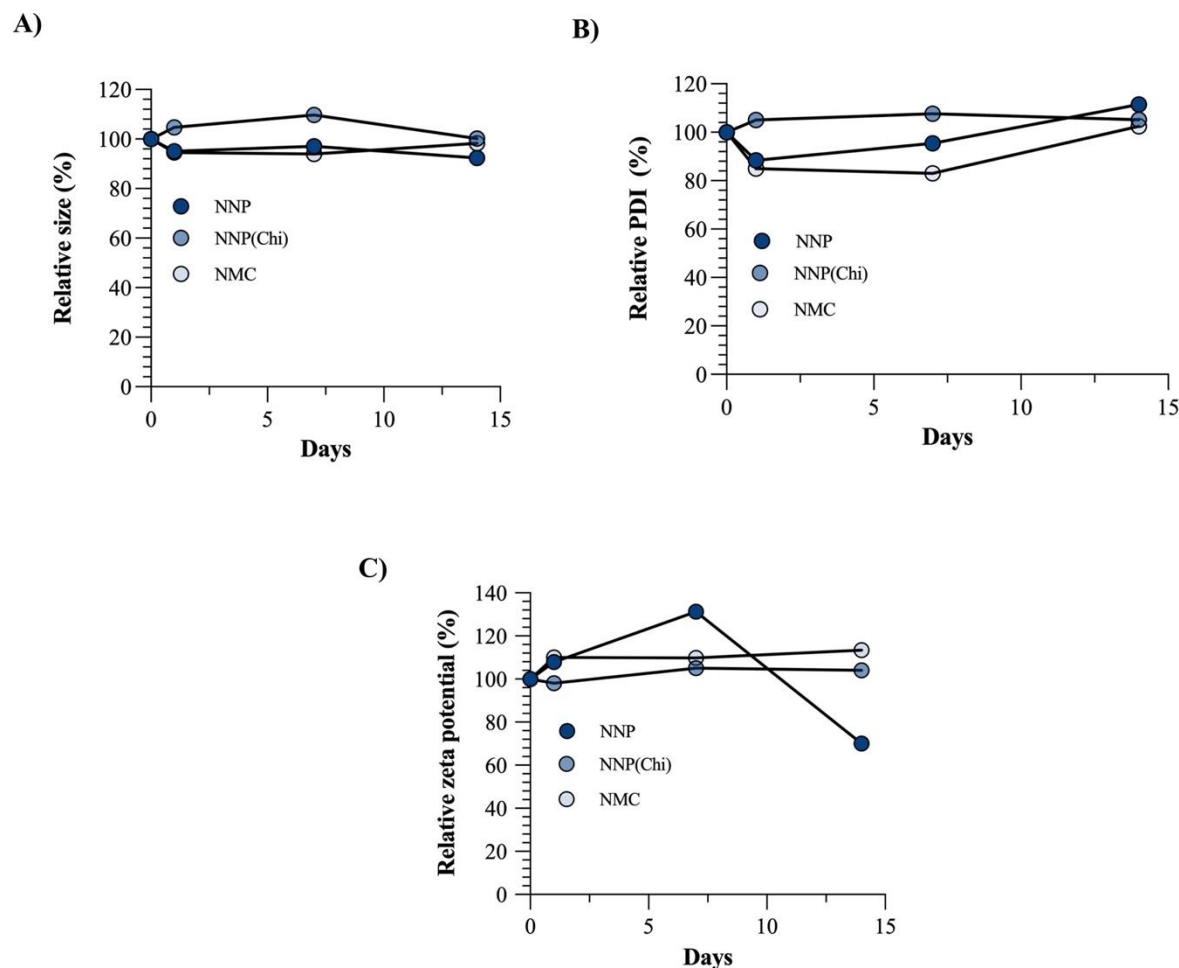 A)
Relative size (%)
120
100
80
60
40
20
0
NNP
NNP(Chi)
NMC
0 5 10 15
Days
B)
Relative PDI (%)
120
100
80
60
40
20
0
NNP
NNP(Chi)
NMC
0 5 10 15
Days
C)
Relative zeta potential (%)
140
120
100
80
60
40
20
0
NNP
NNP(Chi)
NMC
0 5 10 15
Days